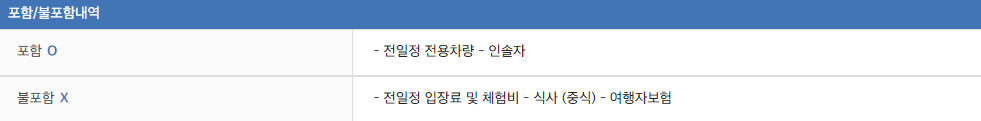 포함/불포함내역
포함 O - 전일정 전용차량 - 인솔자
불포함 X - 전일정 입장료 및 체험비 - 식사 (중식) - 여행자보험